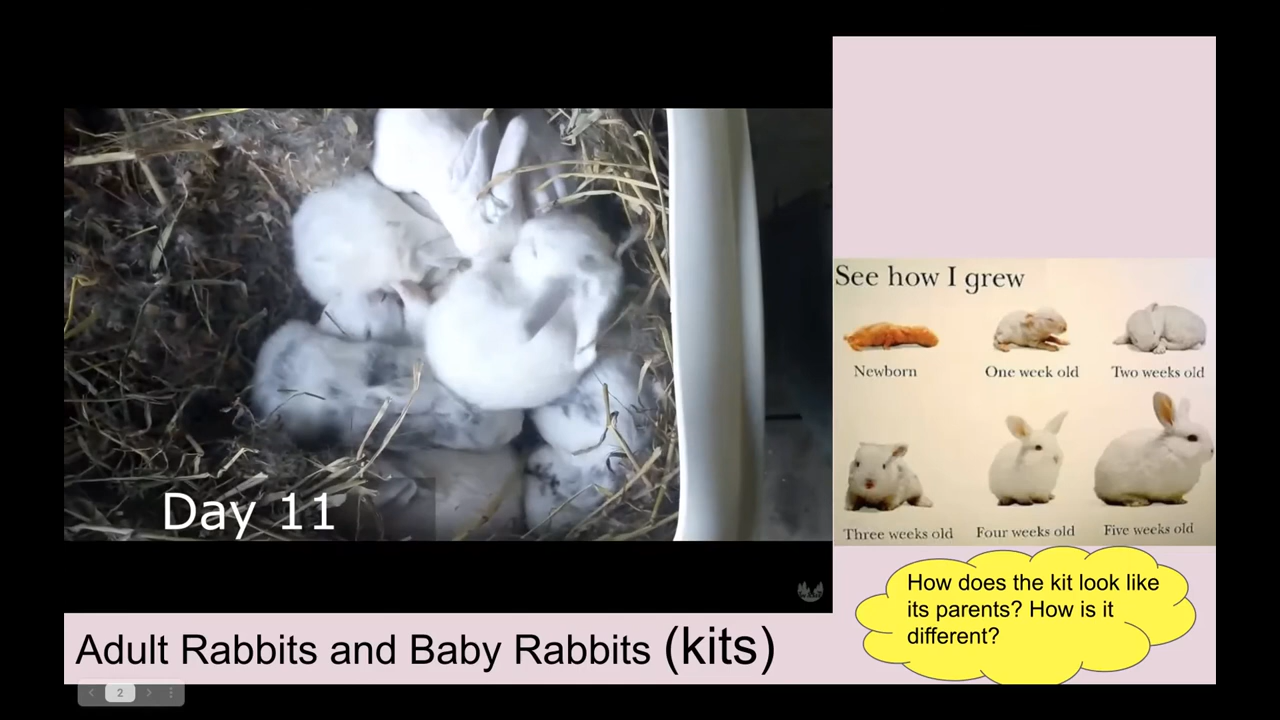 Day 11
See how I grew
Newborn
One week old
Two weeks old
Three weeks old
Four weeks old
Five weeks old
How does the kit look like
its parents? How is it
different?
Adult Rabbits and Baby Rabbits (kits)
2